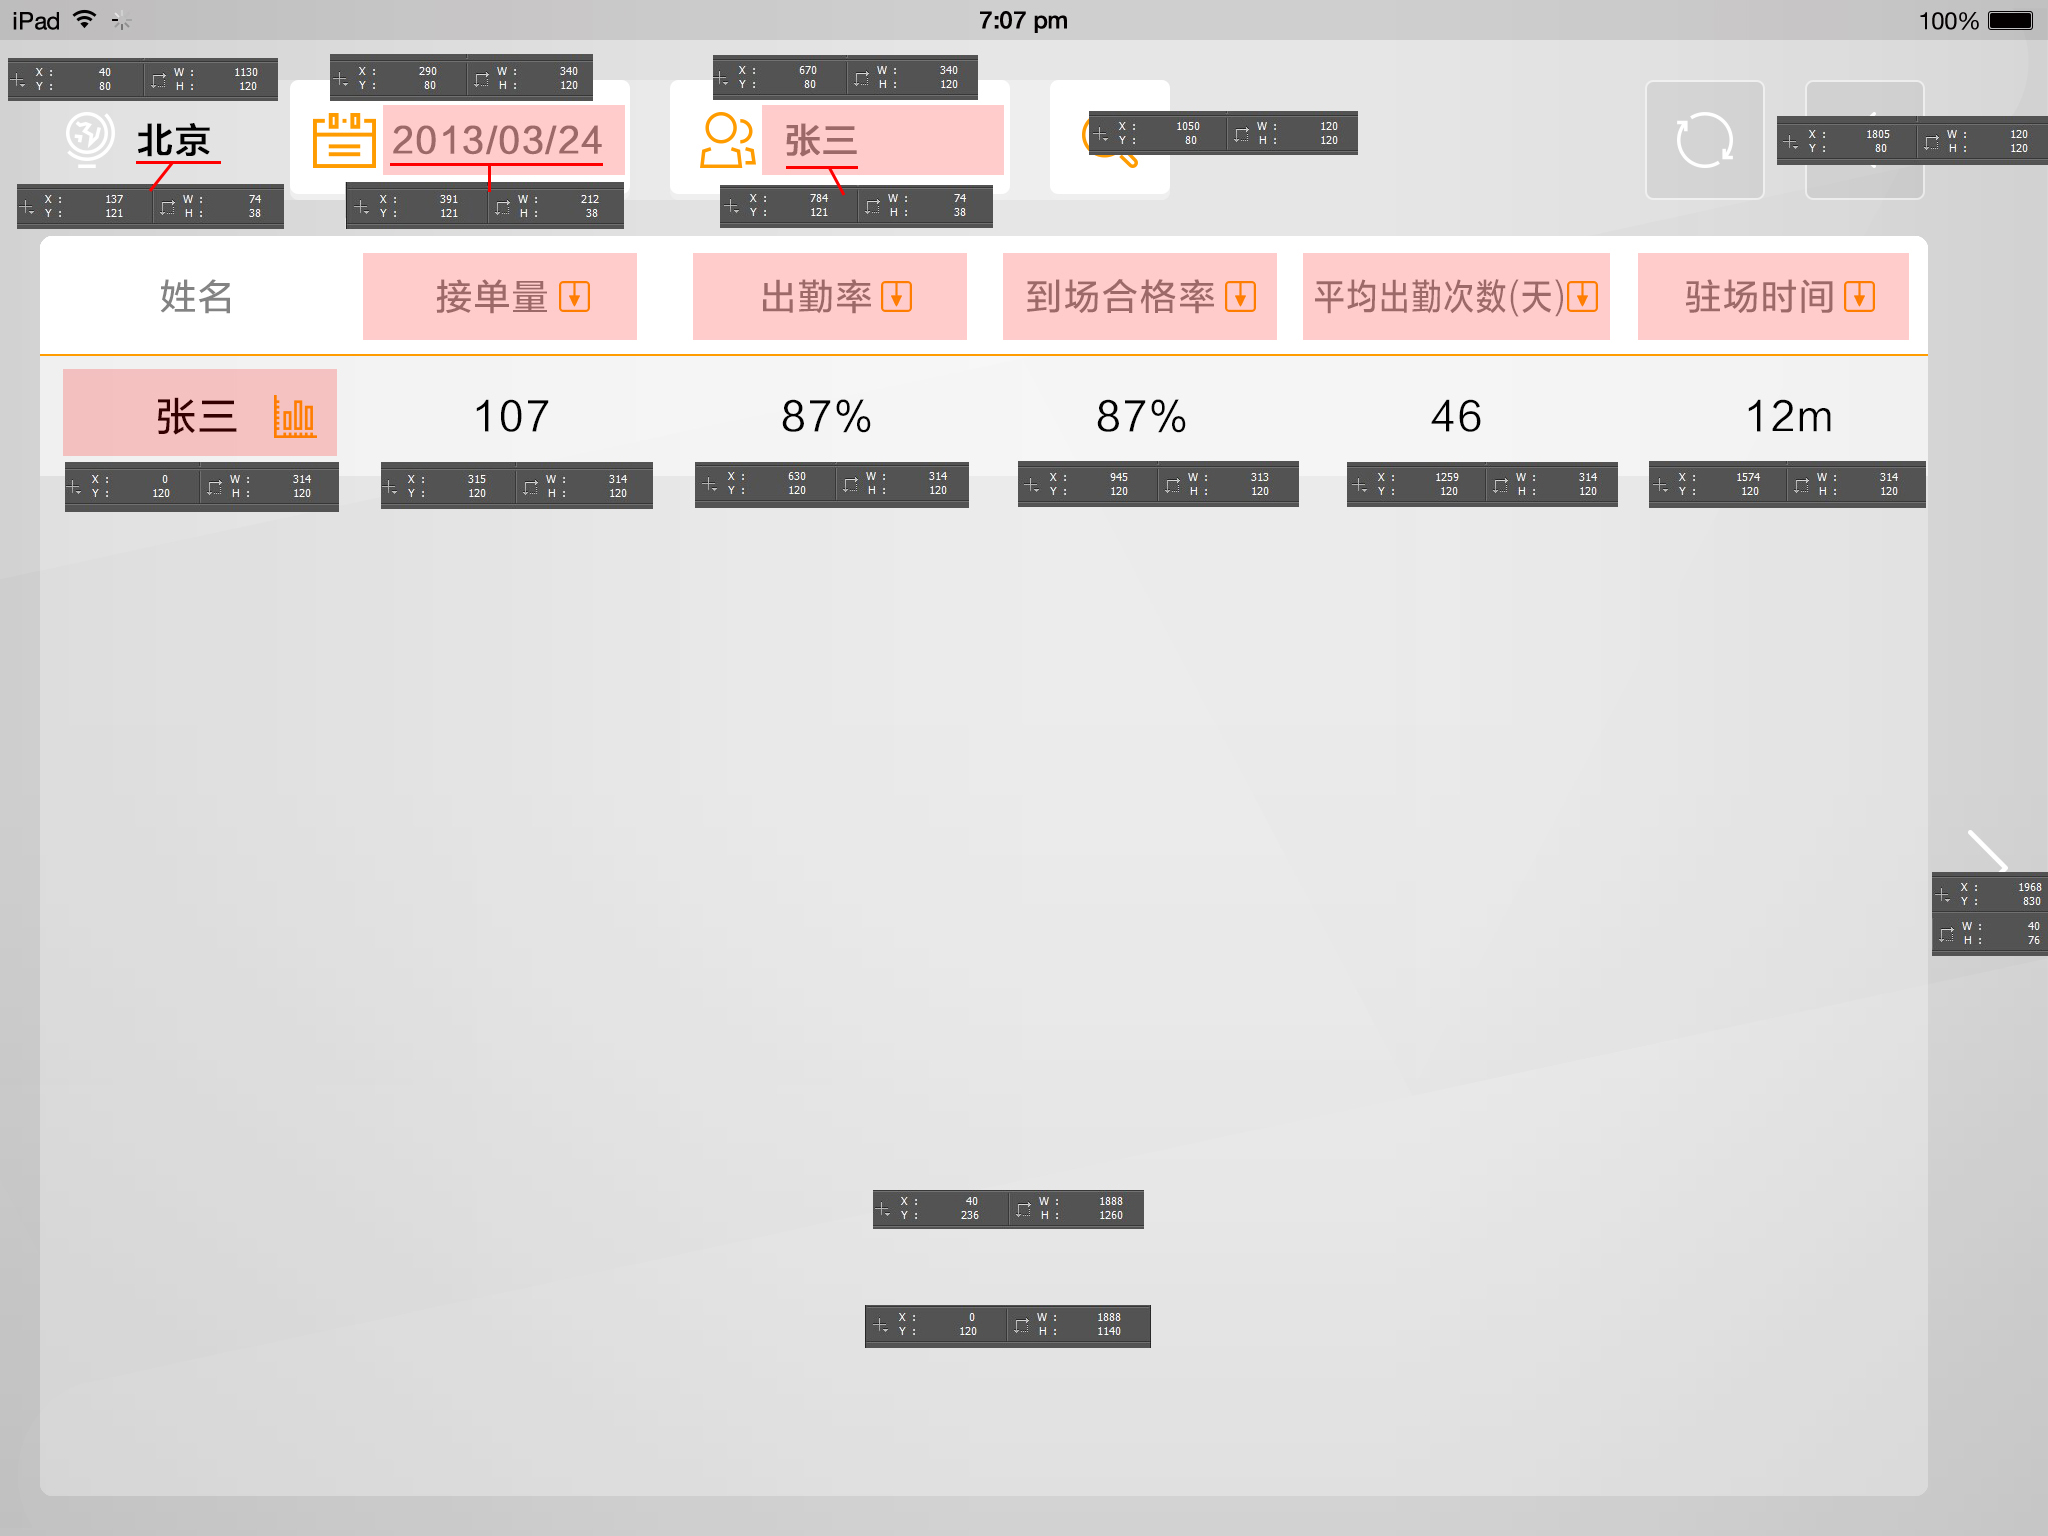 iPad 7:07 pm 100%
X : 40 W : 1130
Y : 80 H : 120
X : 290 W : 340
Y : 80 H : 120
X : 670 W : 340
Y : 80 H : 120
X : 1050 W : 120
Y : 80 H : 120
X : 1805 W : 120
Y : 80 H : 120
北京 2013/03/24 张三
X : 137 W : 74
Y : 121 H : 38
X : 391 W : 212
Y : 121 H : 38
X : 784 W : 74
Y : 121 H : 38
姓名 接单量 出勤率 到场合格率 平均出勤次数(天) 驻场时间
张三 107 87% 87% 46 12m
X : 0 W : 314
Y : 120 H : 120
X : 315 W : 314
Y : 120 H : 120
X : 630 W : 314
Y : 120 H : 120
X : 945 W : 313
Y : 120 H : 120
X : 1259 W : 314
Y : 120 H : 120
X : 1574 W : 314
Y : 120 H : 120
X : 1968
Y : 830
W : 40
H : 76
X : 40 W : 1888
Y : 236 H : 1260
X : 0 W : 1888
Y : 120 H : 1140